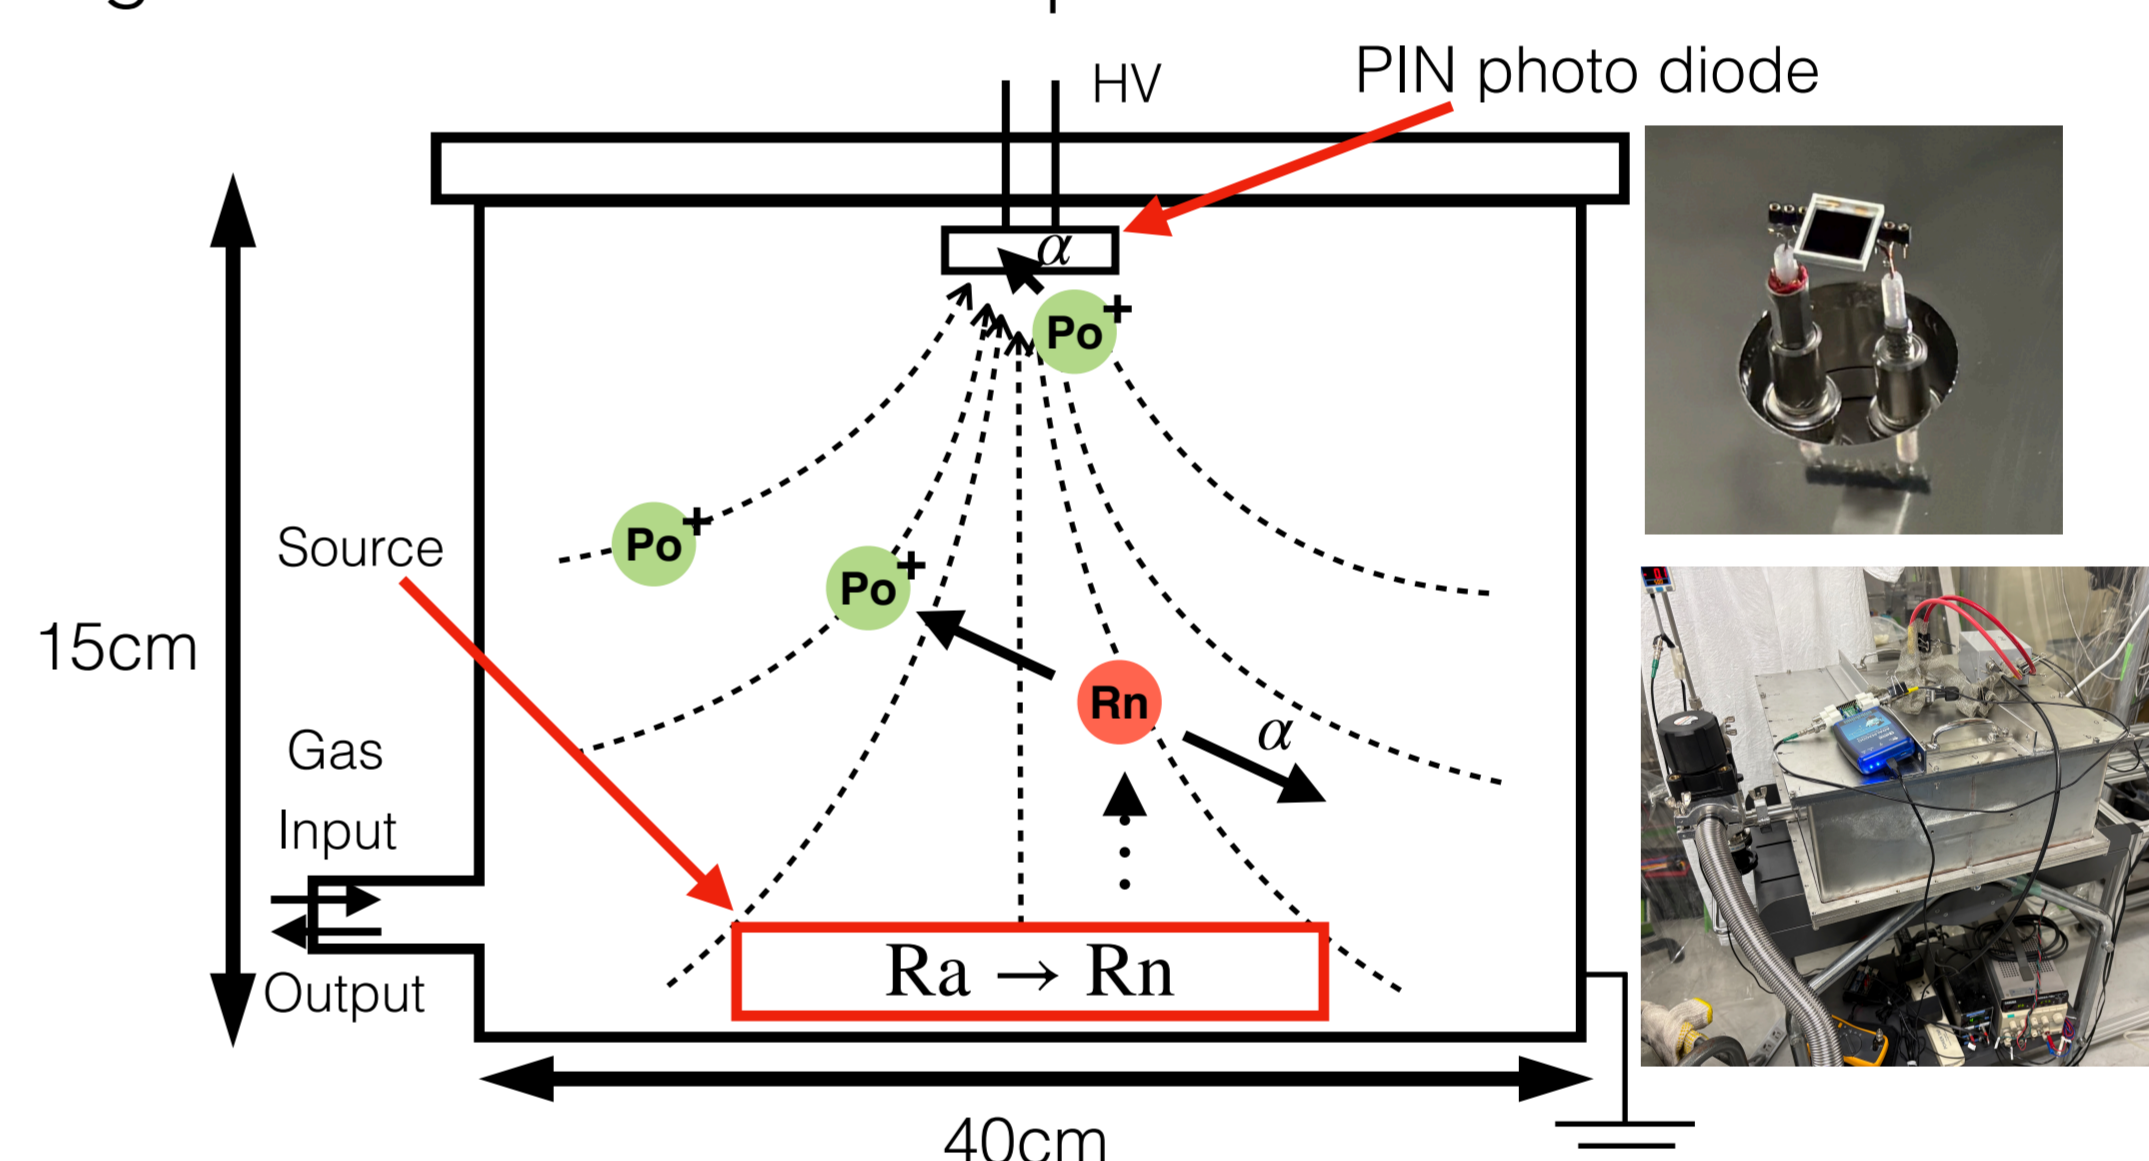 HV
PIN photo diode
α
Po+
Po+
Po+
Source
15cm
Rn
α
Gas
Input
Output
Ra → Rn
40cm